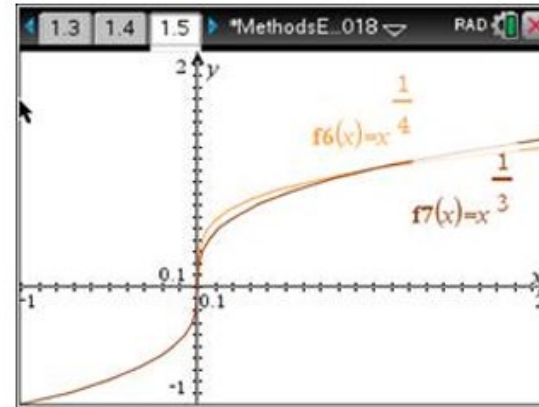 1.3 1.4 1.5 *MethodsE...018 RAD
2 y
f6(x)=x^1/4
f7(x)=x^1/3
0.1 x
-1 0.1 2
-1